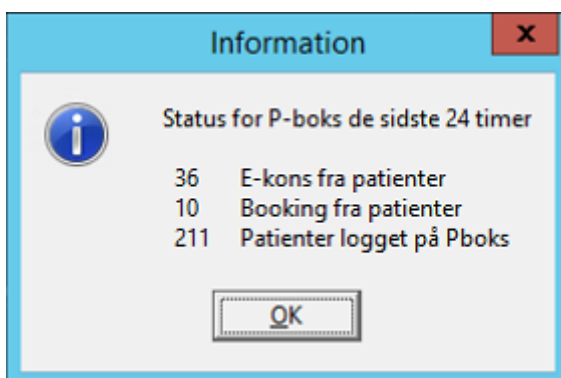 Information
x
Status for P-boks de sidste 24 timer
36 E-kons fra patienter
10 Booking fra patienter
211 Patienter logget på Pboks
OK